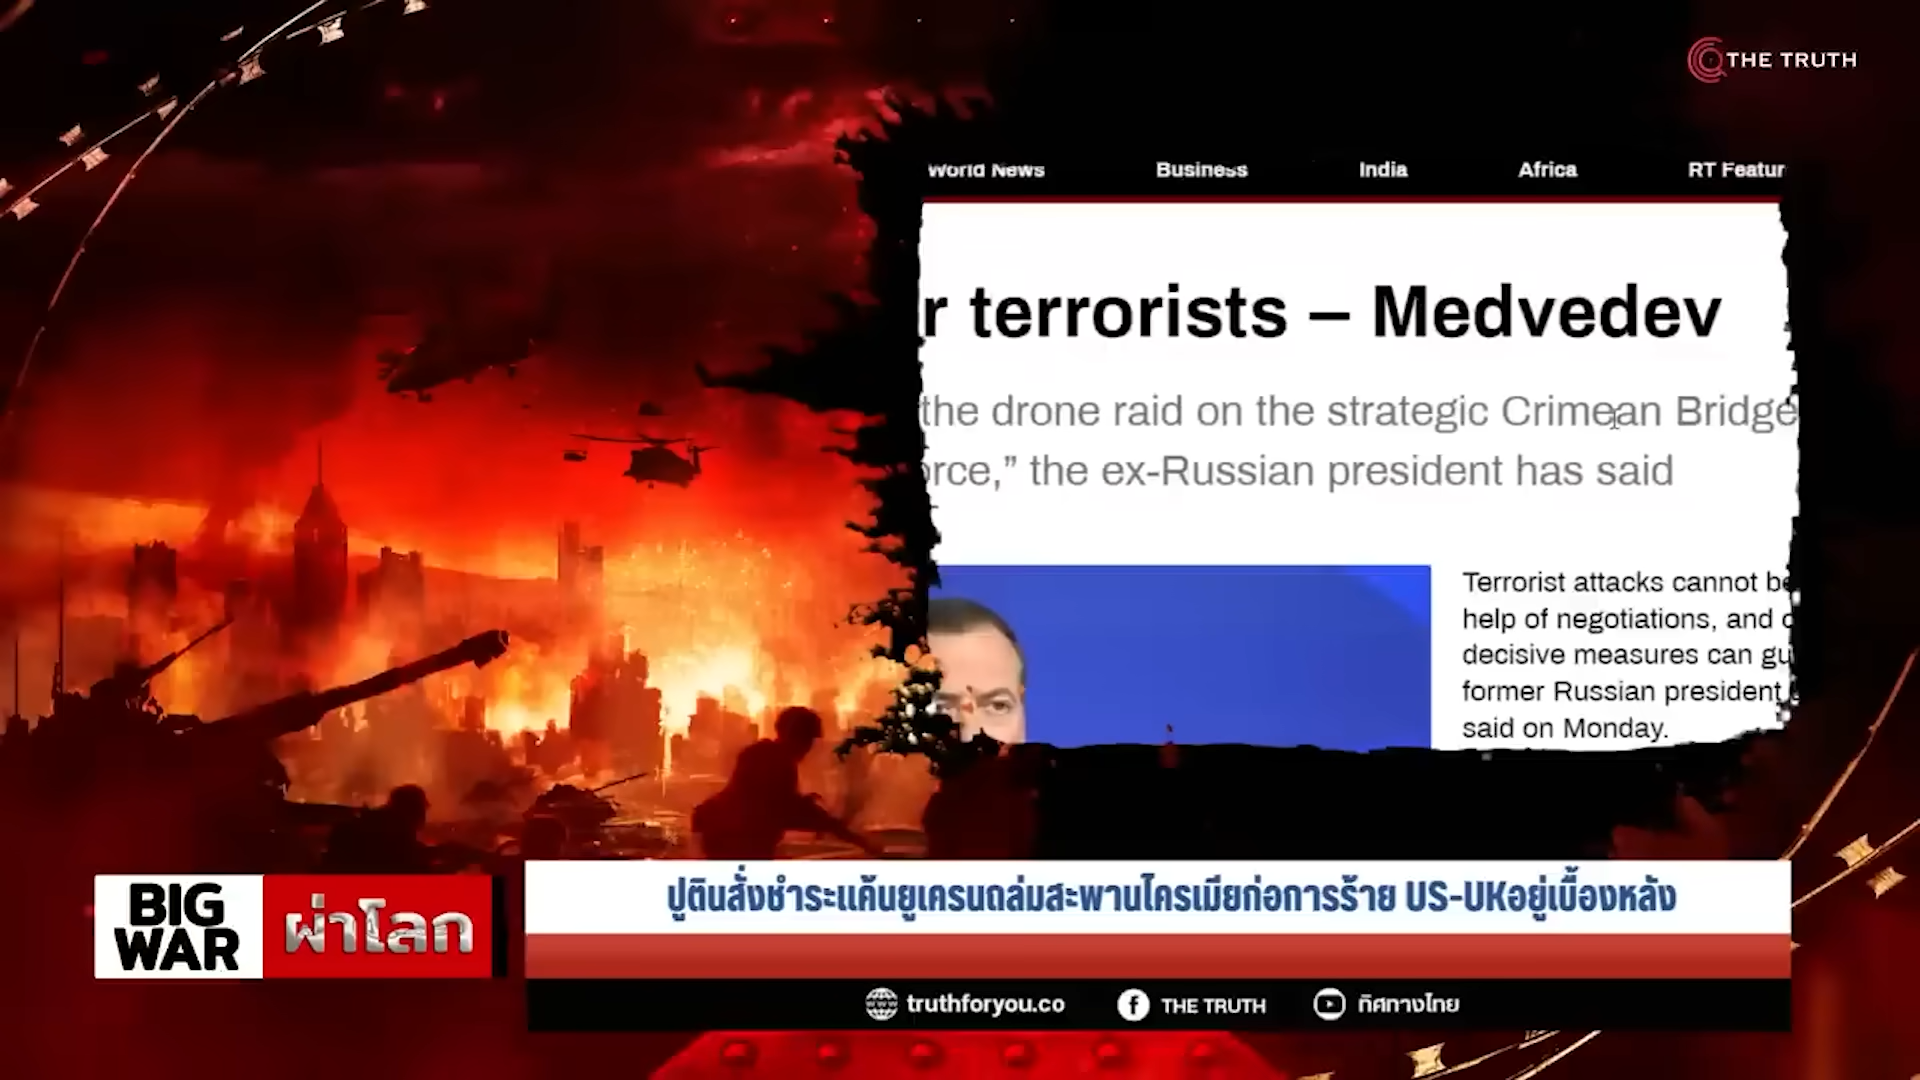 THE TRUTH
World News Business India Africa RT Featur
r terrorists – Medvedev
the drone raid on the strategic Crimean Bridge
rce,” the ex-Russian president has said
Terrorist attacks cannot be
help of negotiations, and
decisive measures can gu
former Russian president
said on Monday.
BIG
WAR
ผ่าโลก
ปูตินสั่งชำระแค้นยูเครนถล่มสะพานไครเมียก่อการร้าย US-UKอยู่เบื้องหลัง
truthforyou.co THE TRUTH ทิศทางไทย